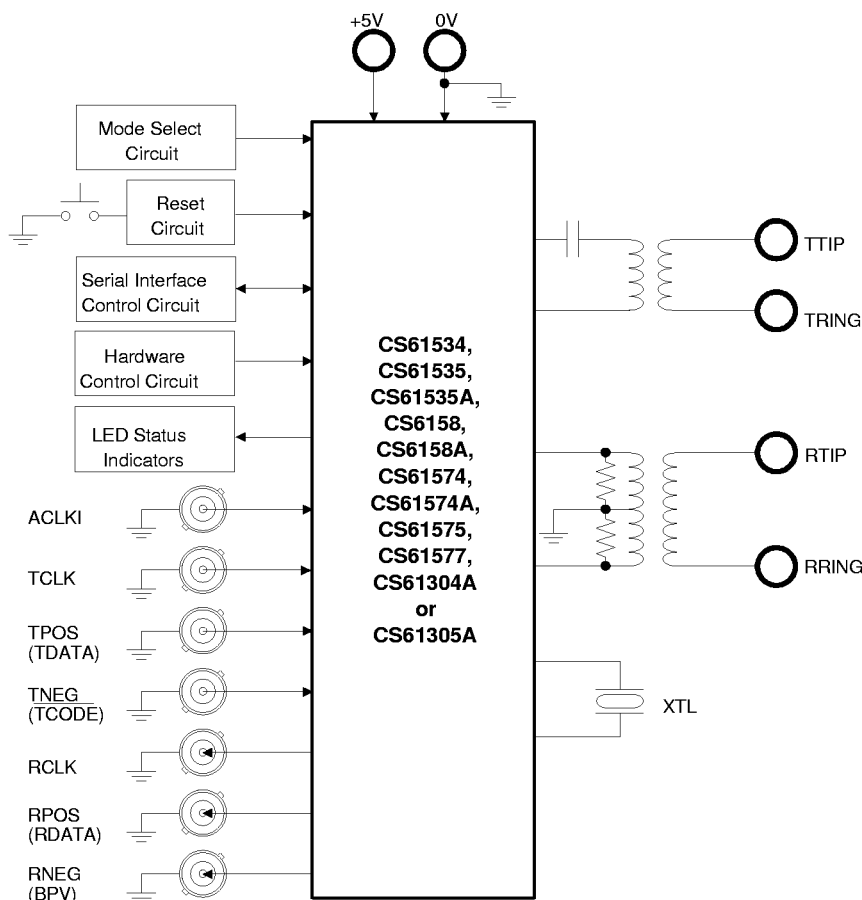 +5V
0V
Mode Select
Circuit
Reset
Circuit
Serial Interface
Control Circuit
Hardware
Control Circuit
LED Status
Indicators
ACLKI
TCLK
TPOS
(TDATA)
TNEG
(TCODE)
RCLK
RPOS
(RDATA)
RNEG
(BPV)
CS61534,
CS61535,
CS61535A,
CS6158,
CS6158A,
CS61574,
CS61574A,
CS61575,
CS61577,
CS61304A
or
CS61305A
TTIP
TRING
RTIP
RRING
XTL